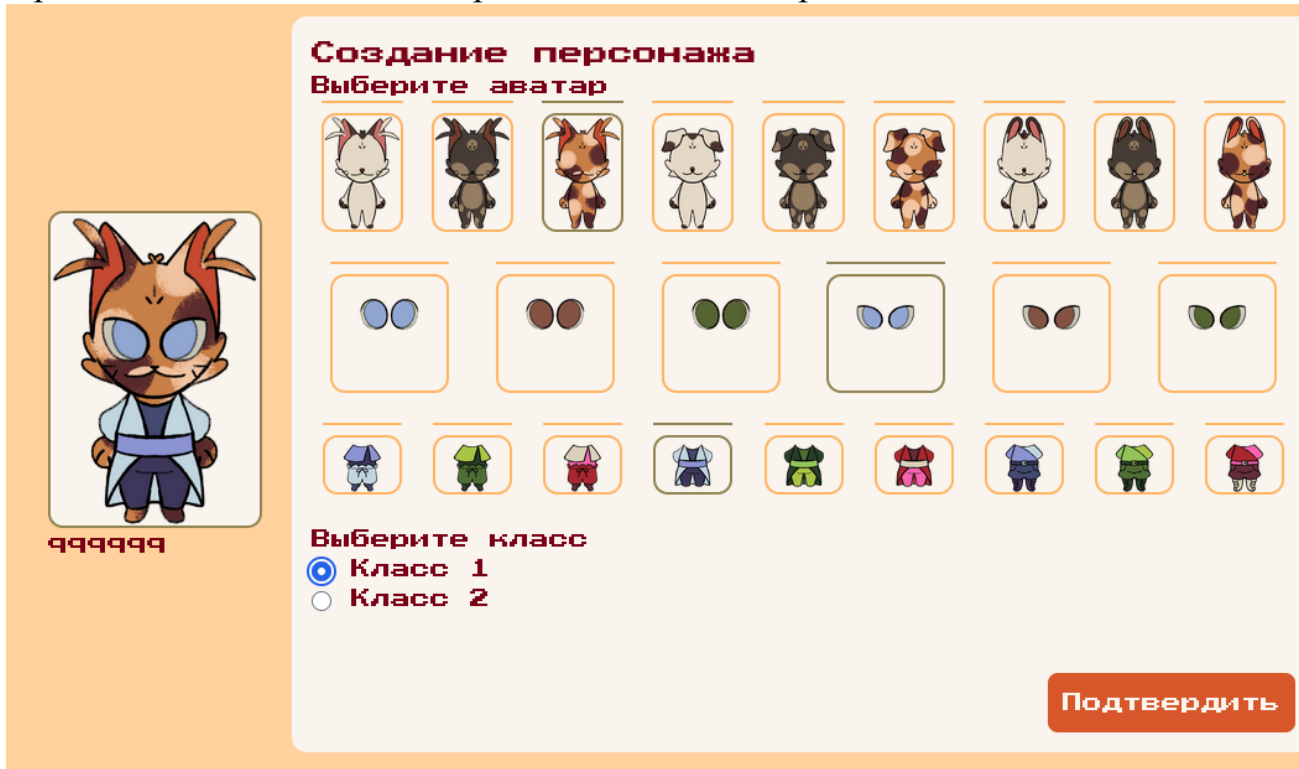 Создание персонажа
Выберите аватар
qqqqqq
Выберите класс
Класс 1
Класс 2
Подтвердить